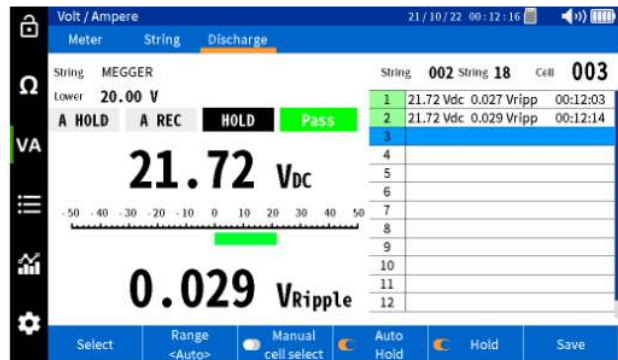 Volt / Ampere 21/10/22 00:12:16
Meter String Discharge
String MEGGER
Lower 20.00 V
A HOLD A REC HOLD Pass
21.72 VDC
-50 -40 -30 -20 -10 0 10 20 30 40 50
0.029 VRipple
String 002 String 18 Cell 003
1 21.72 Vdc 0.027 Vripp 00:12:03
2 21.72 Vdc 0.029 Vripp 00:12:14
3
4
5
6
7
8
9
10
11
12
Ω
VA
Select
Range
<Auto>
Manual
cell select
Auto
Hold
Hold
Save